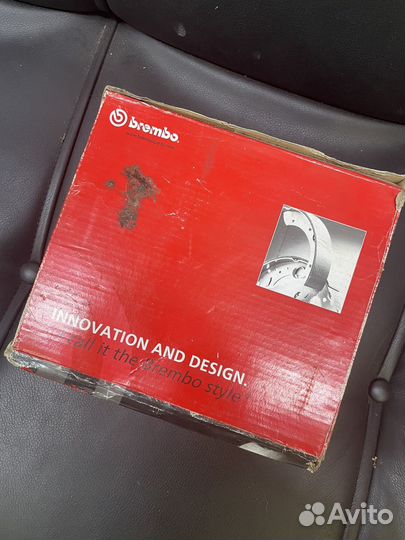 brembo.
INNOVATION AND DESIGN.
Call it the Brembo style
Avito